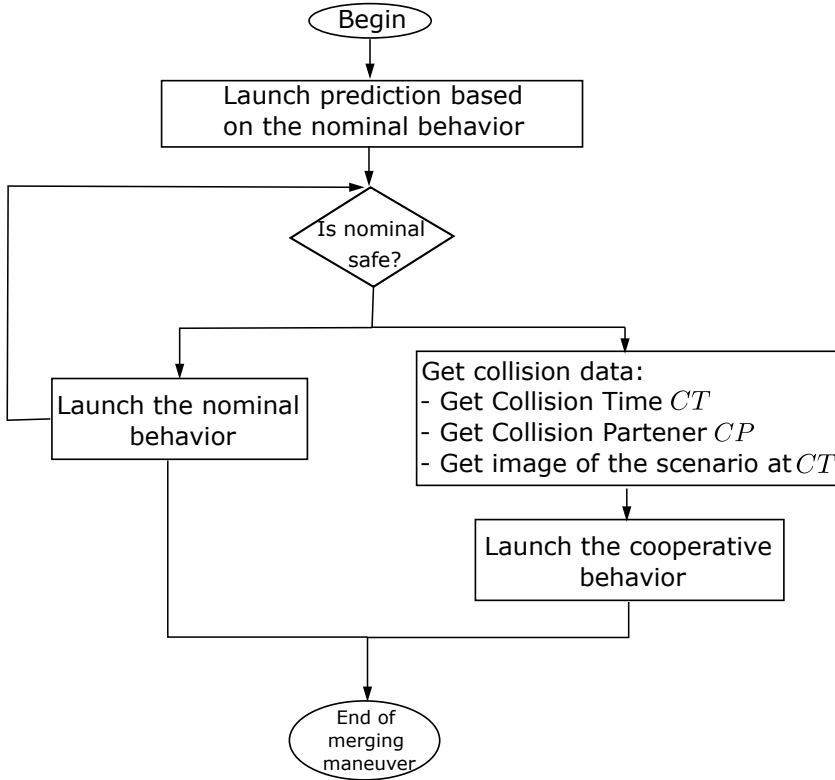 Begin
Launch prediction based
on the nominal behavior
Is nominal
safe?
Launch the nominal
behavior
Get collision data:
- Get Collision Time CT
- Get Collision Partener CP
- Get image of the scenario at CT
Launch the cooperative
behavior
End of
merging
maneuver